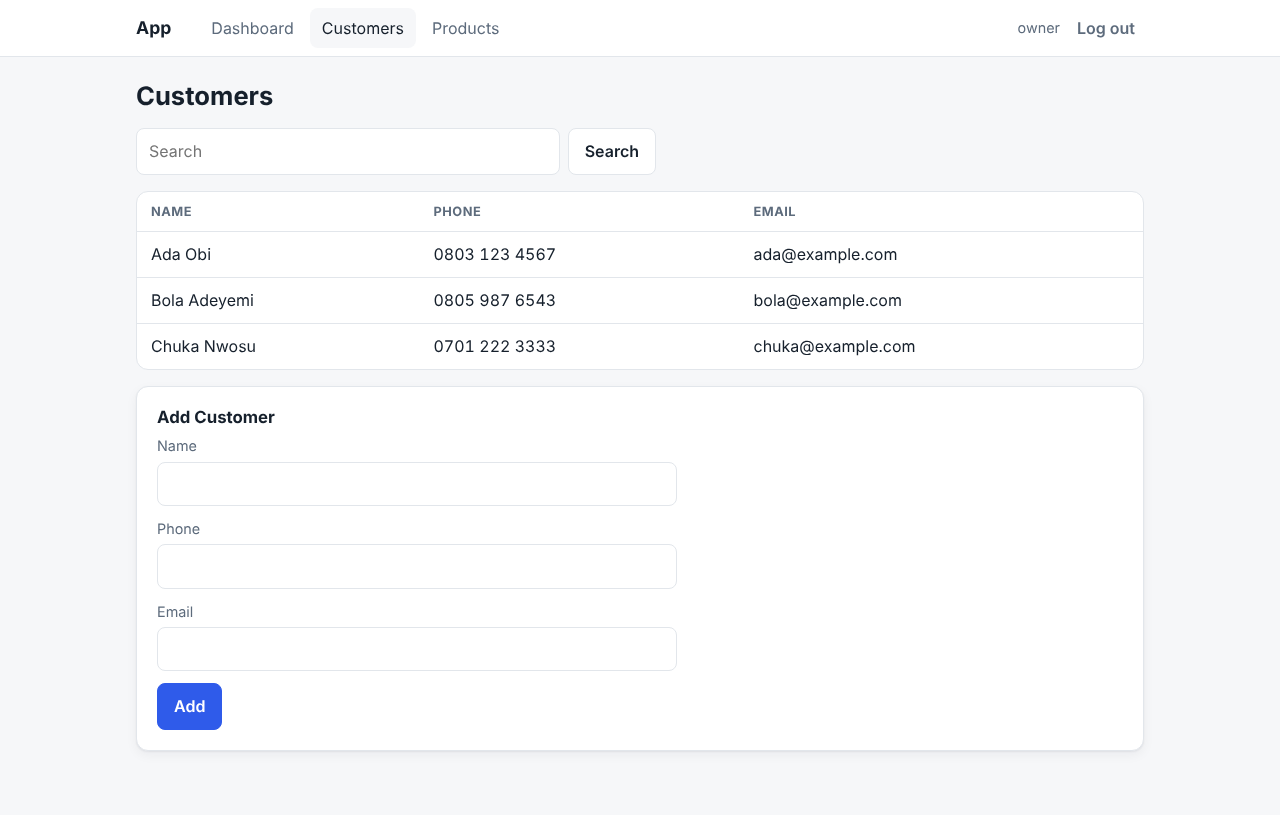 App Dashboard Customers Products owner Log out
Customers
Search Search
NAME PHONE EMAIL
Ada Obi 0803 123 4567 ada@example.com
Bola Adeyemi 0805 987 6543 bola@example.com
Chuka Nwosu 0701 222 3333 chuka@example.com
Add Customer
Name
Phone
Email
Add